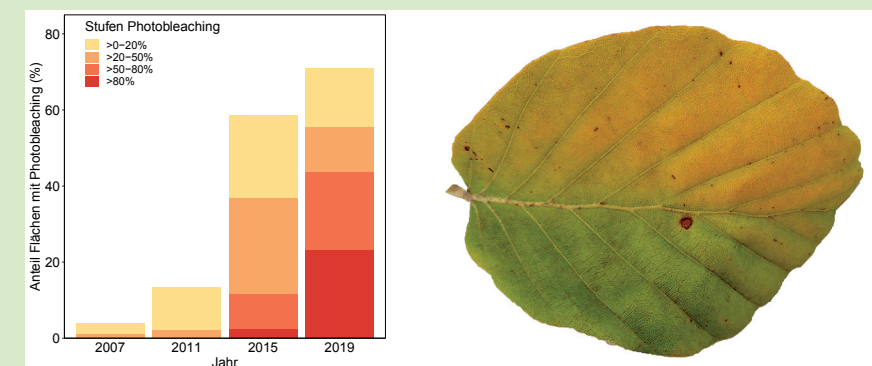 Stufen Photobleaching
>0–20%
>20–50%
>50–80%
>80%
Anteil Flächen mit Photobleaching (%)
80
60
40
20
0
2007 2011 2015 2019
Jahr